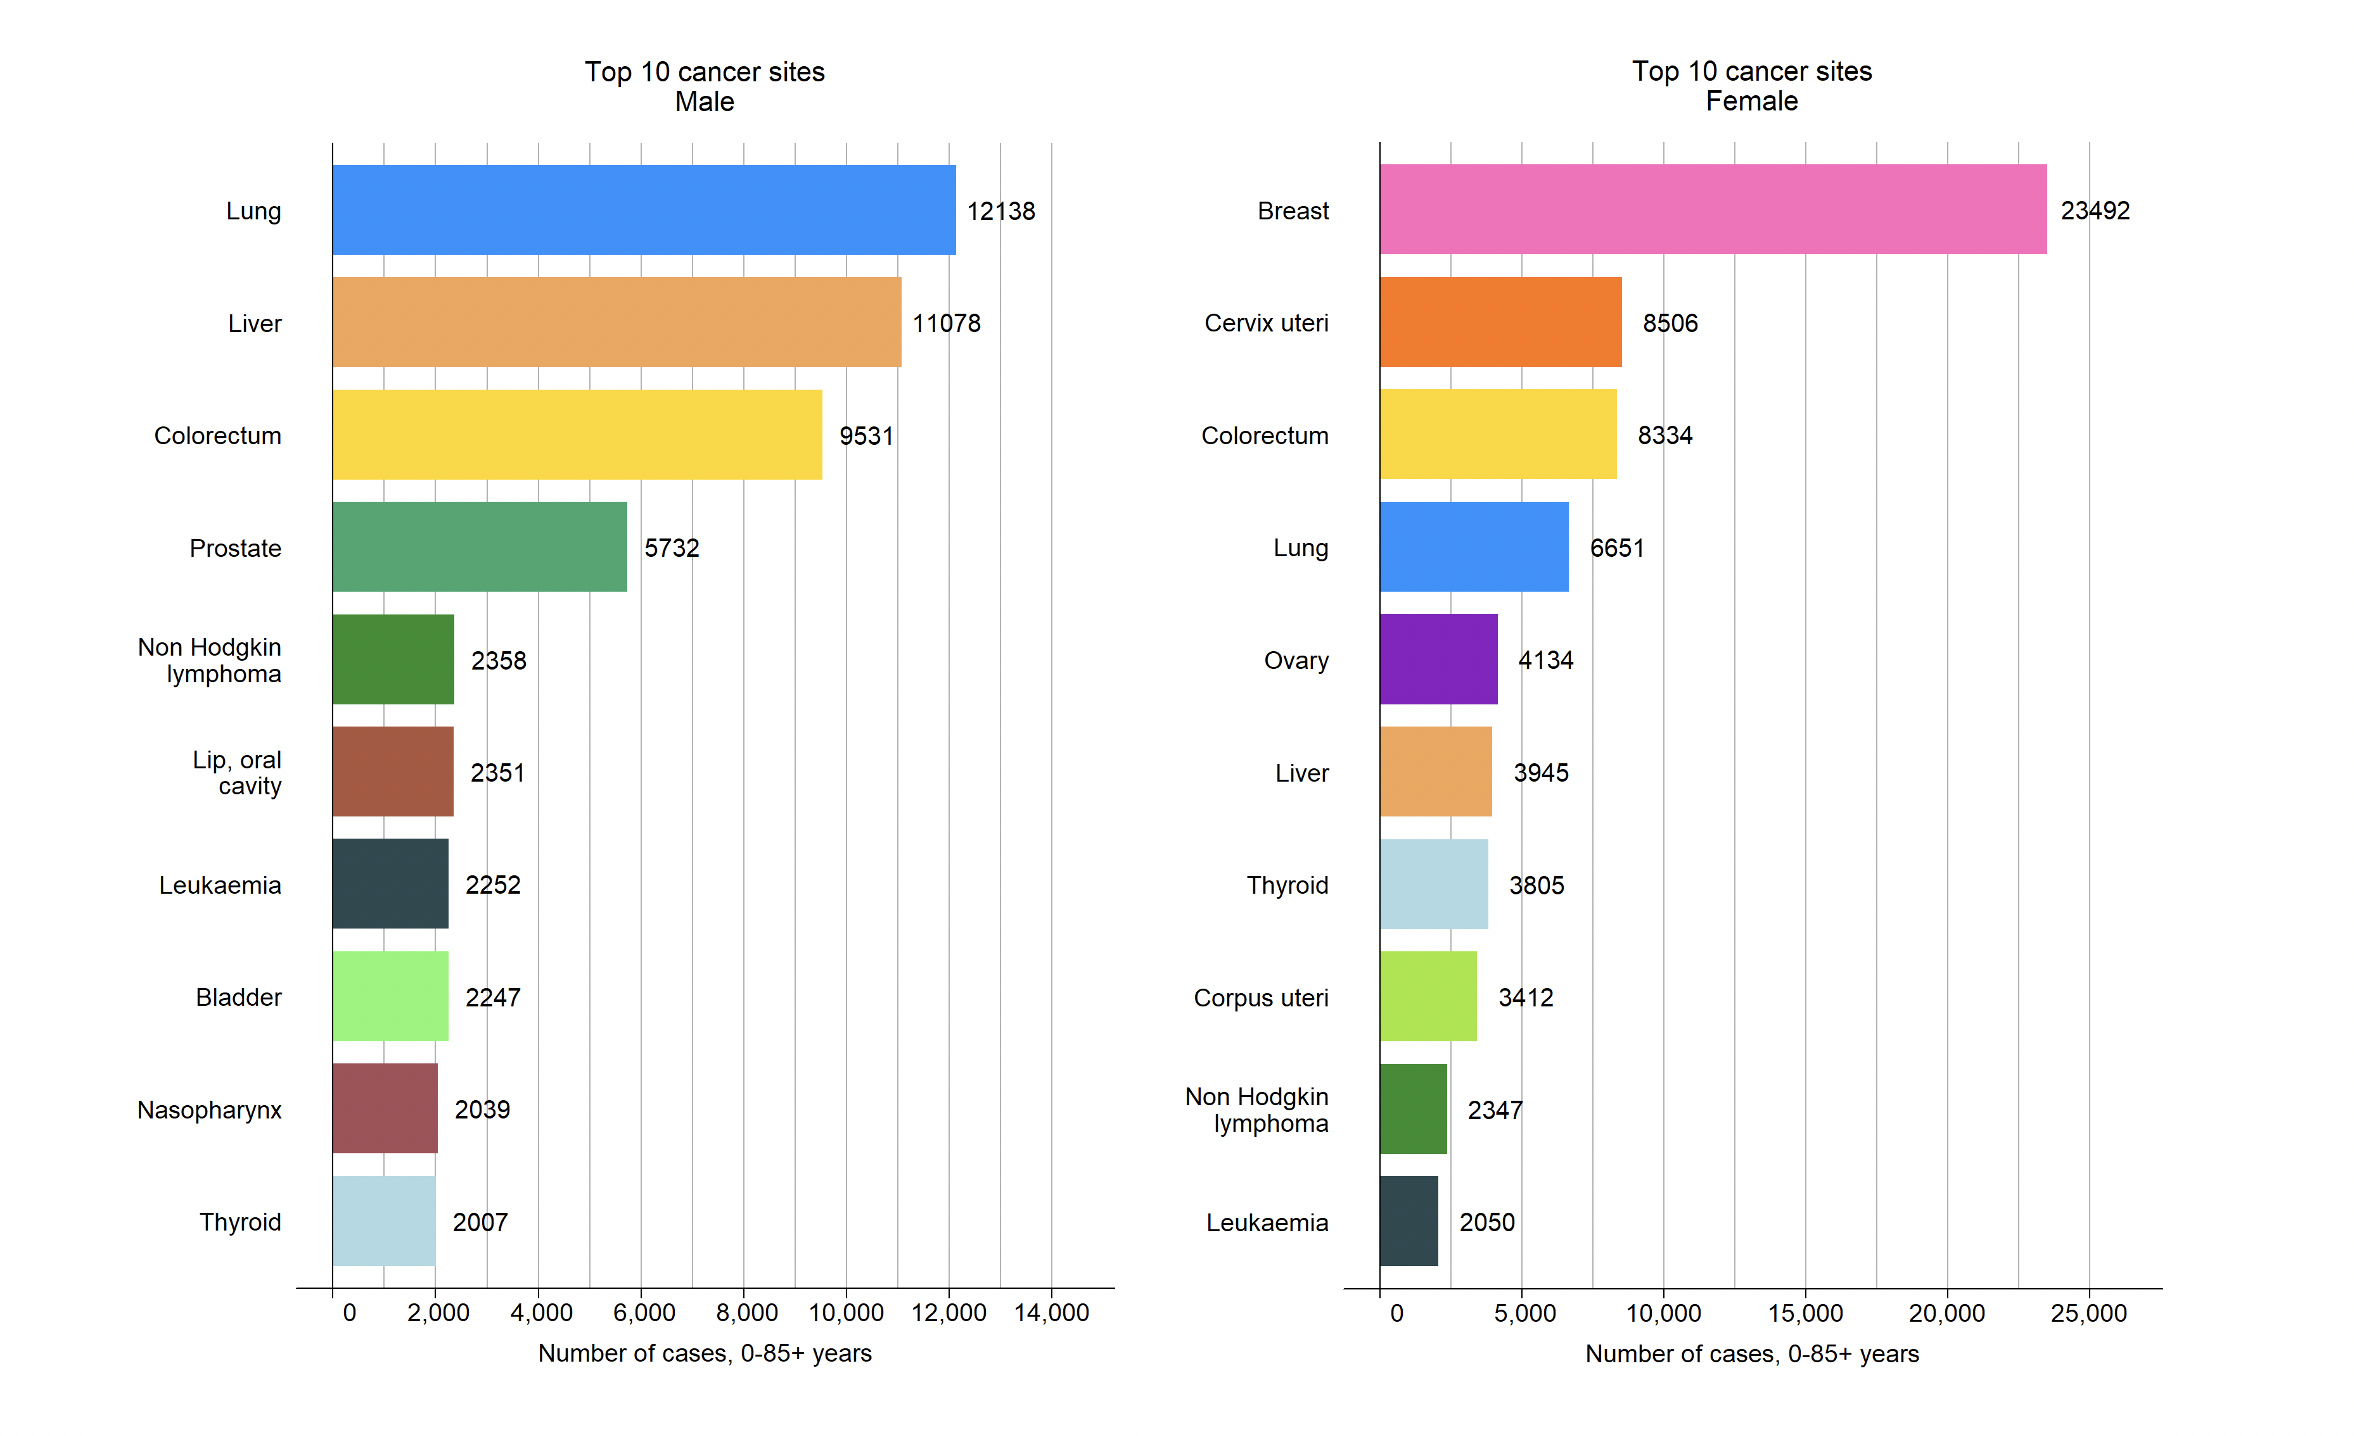 Top 10 cancer sites
Male
Lung
12138
Liver
11078
Colorectum
9531
Prostate
5732
Non Hodgkin
lymphoma
2358
Lip, oral
cavity
2351
Leukaemia
2252
Bladder
2247
Nasopharynx
2039
Thyroid
2007
0 2,000 4,000 6,000 8,000 10,000 12,000 14,000
Number of cases, 0-85+ years
Top 10 cancer sites
Female
Breast
23492
Cervix uteri
8506
Colorectum
8334
Lung
6651
Ovary
4134
Liver
3945
Thyroid
3805
Corpus uteri
3412
Non Hodgkin
lymphoma
2347
Leukaemia
2050
0 5,000 10,000 15,000 20,000 25,000
Number of cases, 0-85+ years